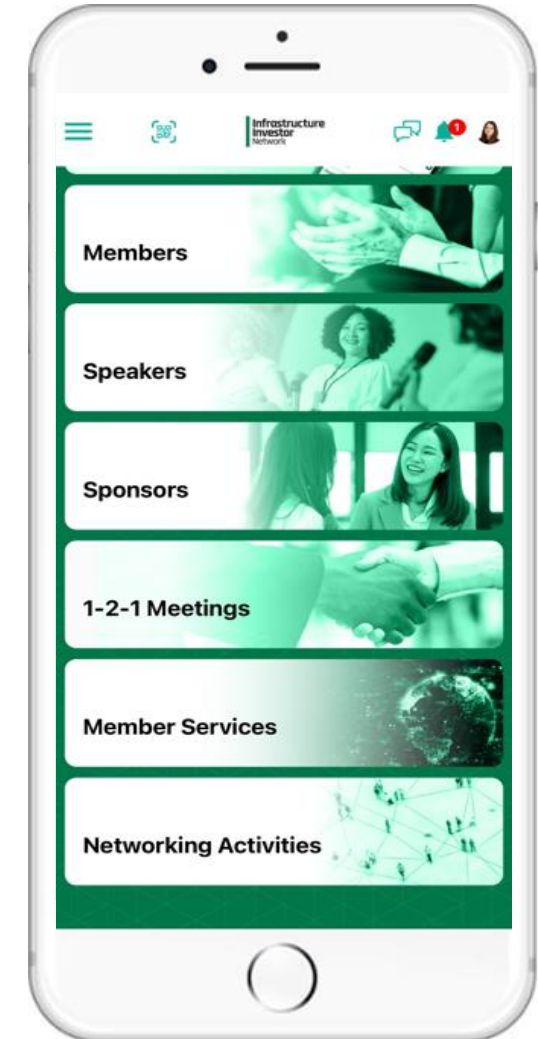 Infrastructure
Investor
Network
1
Members
Speakers
Sponsors
1-2-1 Meetings
Member Services
Networking Activities